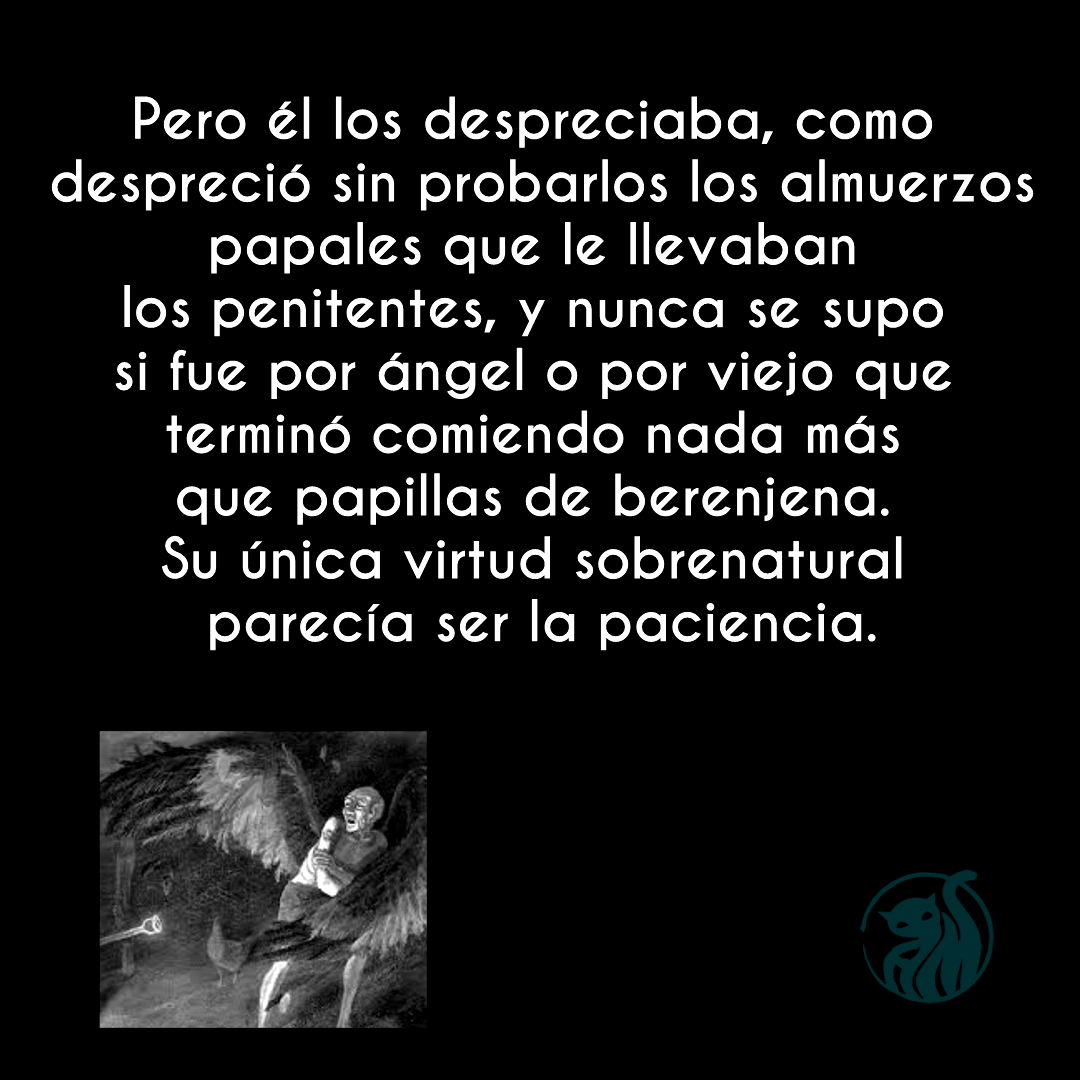 Pero él los despreciaba, como
despreció sin probarlos los almuerzos
papales que le llevaban
los penitentes, y nunca se supo
si fue por ángel o por viejo que
terminó comiendo nada más
que papillas de berenjena.
Su única virtud sobrenatural
parecía ser la paciencia.